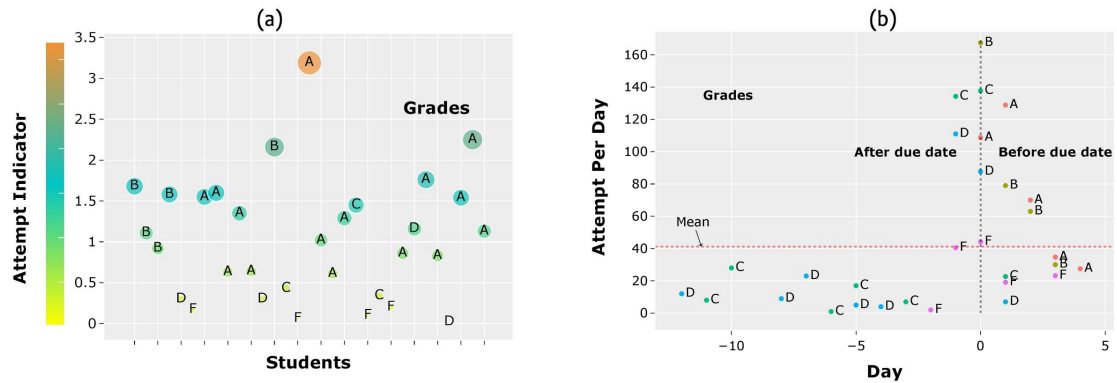 (a)
3.5
A
3
Grades
2.5
A
B
2
A
B
B A A A
1.5
C
A
A
B D A
1
A
B A A
A A A
0.5
C
D D C
F F
F F
D
0
Attempt Indicator
Students
(b)
160
140
120
100
80
60
40
20
0
B
C C
A
Grades
D A
After due date
Before due date
D
B
A
B
Mean
F F
A
B
C
A
D
C
F
C
F
D
C
D
C
D
C
D
D
F
−10
−5
0
5
Attempt Per Day
Day